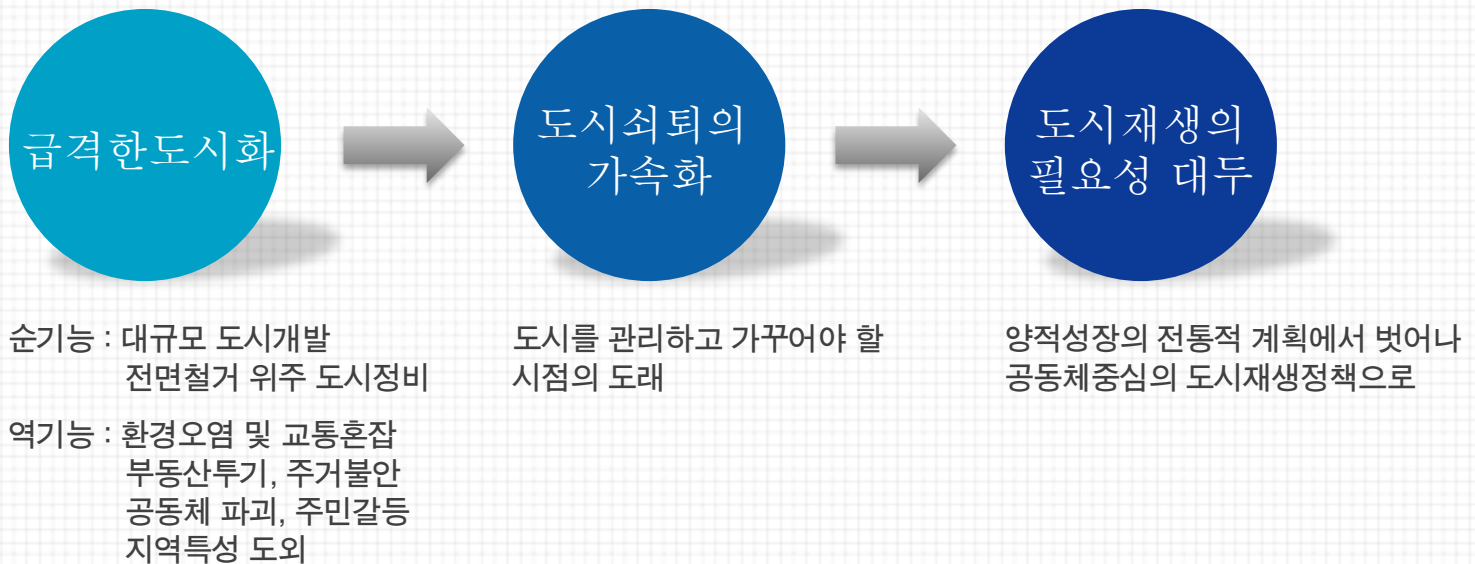 급격한도시화
도시쇠퇴의
가속화
도시재생의
필요성 대두
순기능 : 대규모 도시개발
전면철거 위주 도시정비
역기능 : 환경오염 및 교통혼잡
부동산투기, 주거불안
공동체 파괴, 주민갈등
지역특성 도외
도시를 관리하고 가꾸어야 할
시점의 도래
양적성장의 전통적 계획에서 벗어나
공동체중심의 도시재생정책으로